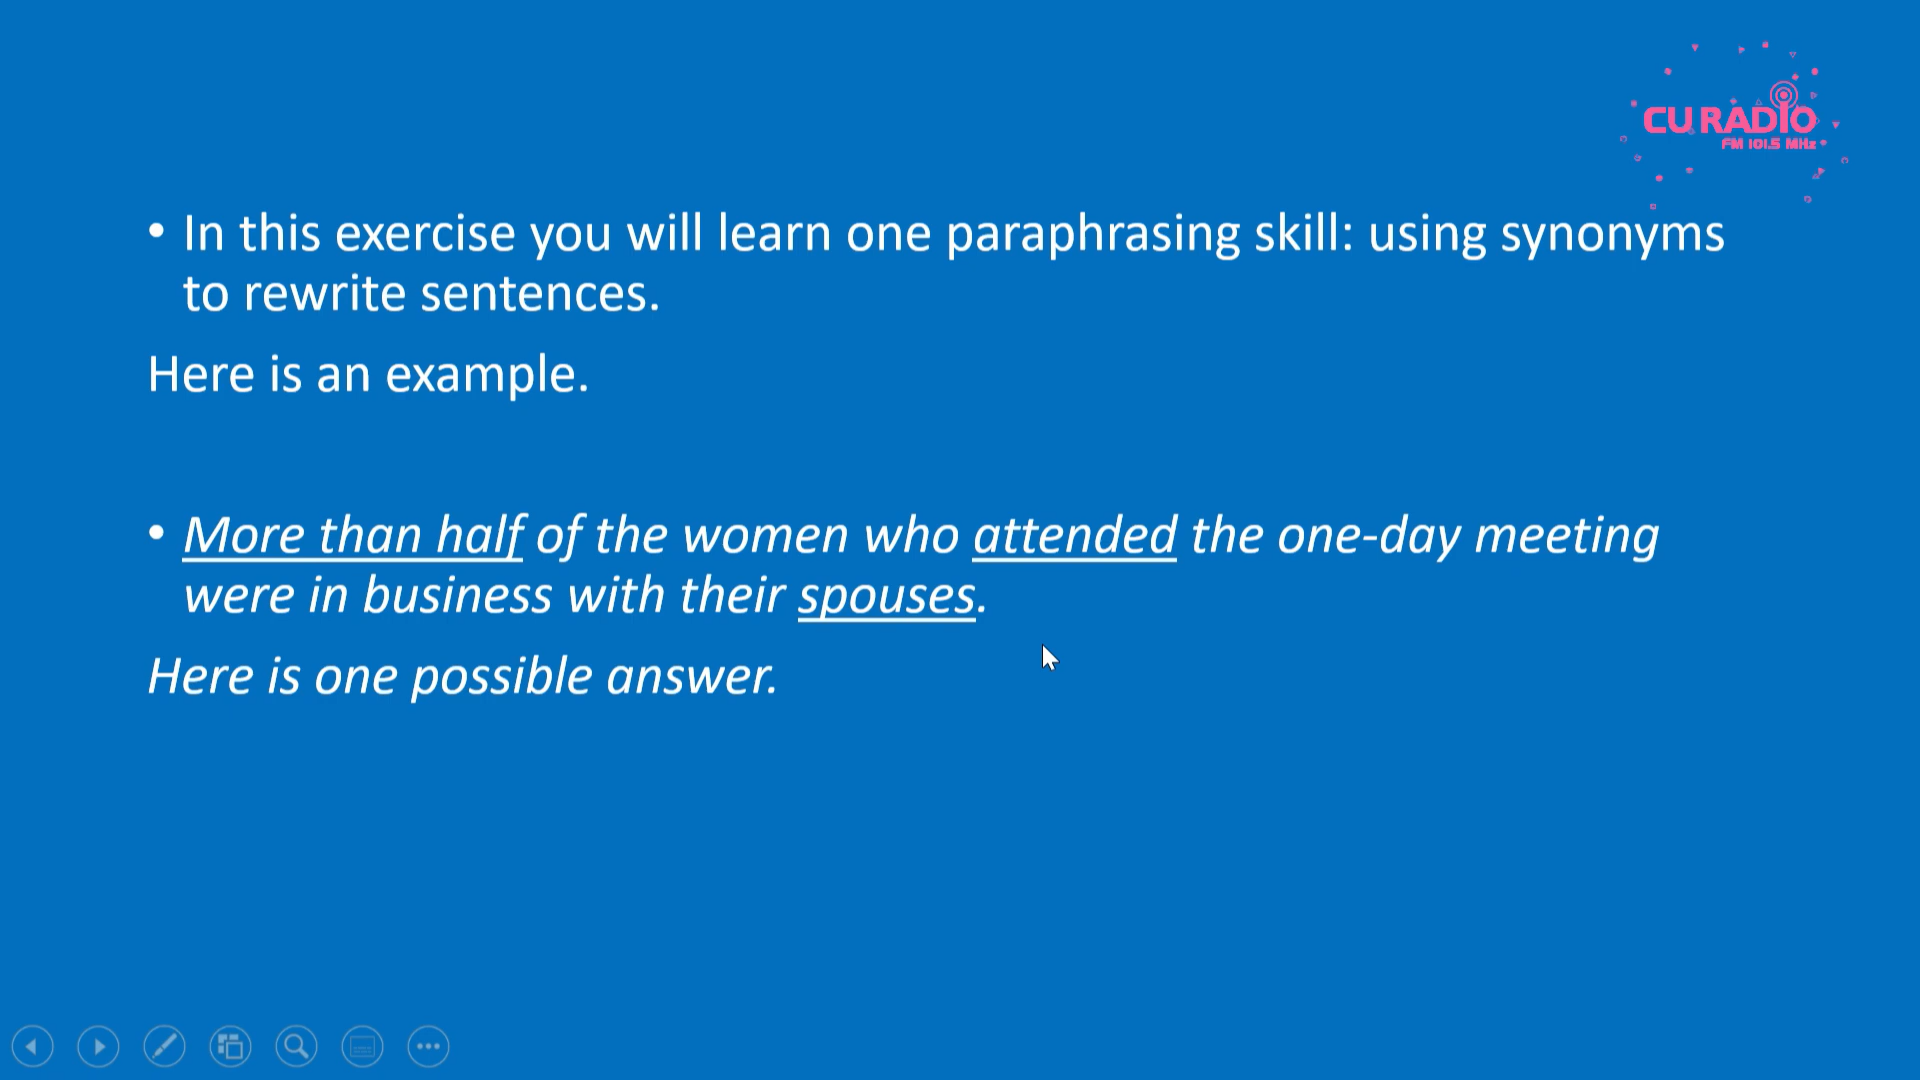 CU RADIO
FM 101.5 MHz
• In this exercise you will learn one paraphrasing skill: using synonyms
to rewrite sentences.
Here is an example.
• More than half of the women who attended the one-day meeting
were in business with their spouses.
Here is one possible answer.